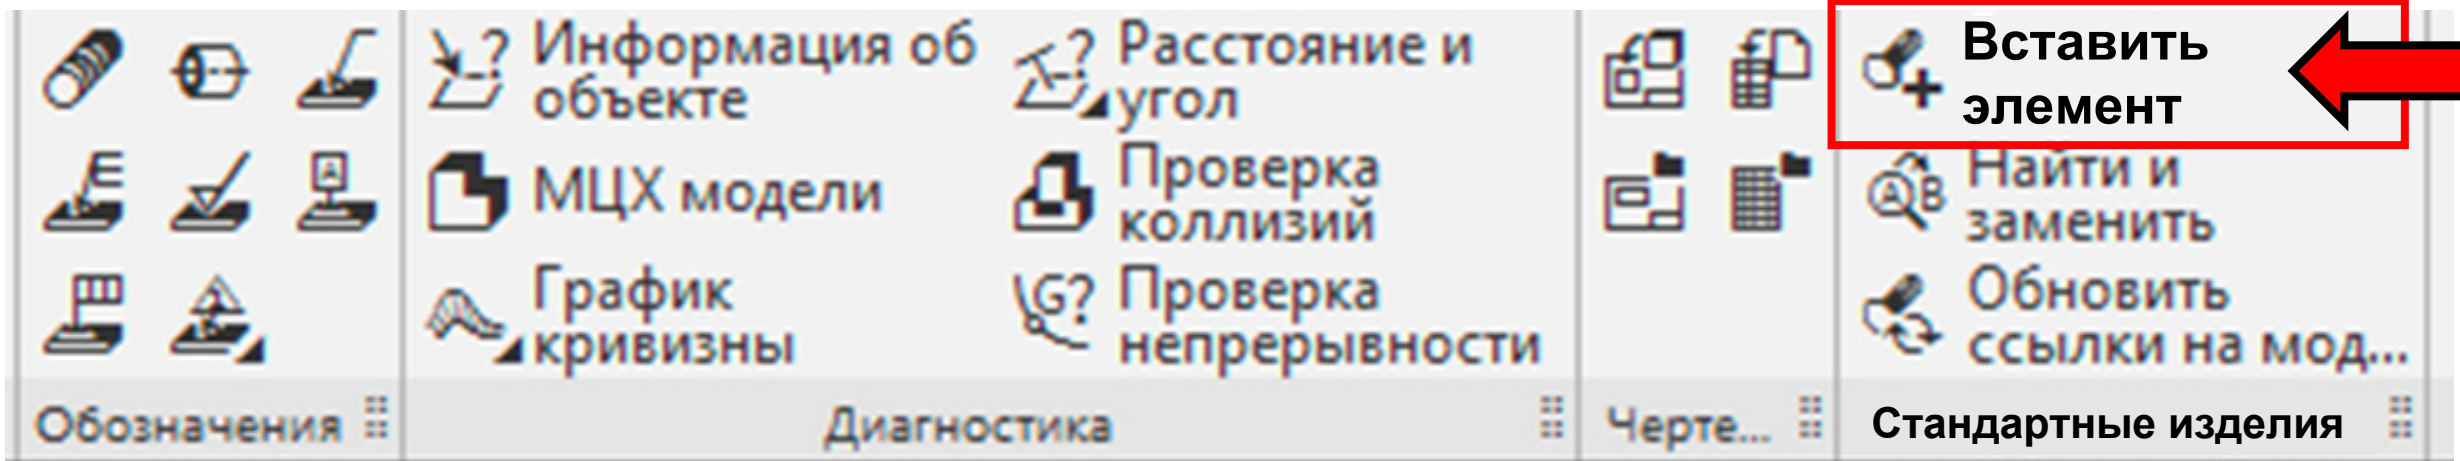 Информация об
объекте
МЦХ модели
График
кривизны
Расстояние и
угол
Проверка
коллизий
Проверка
непрерывности
Вставить
элемент
Найти и
заменить
Обновить
ссылки на мод...
Обозначения
Диагностика
Черте...
Стандартные изделия